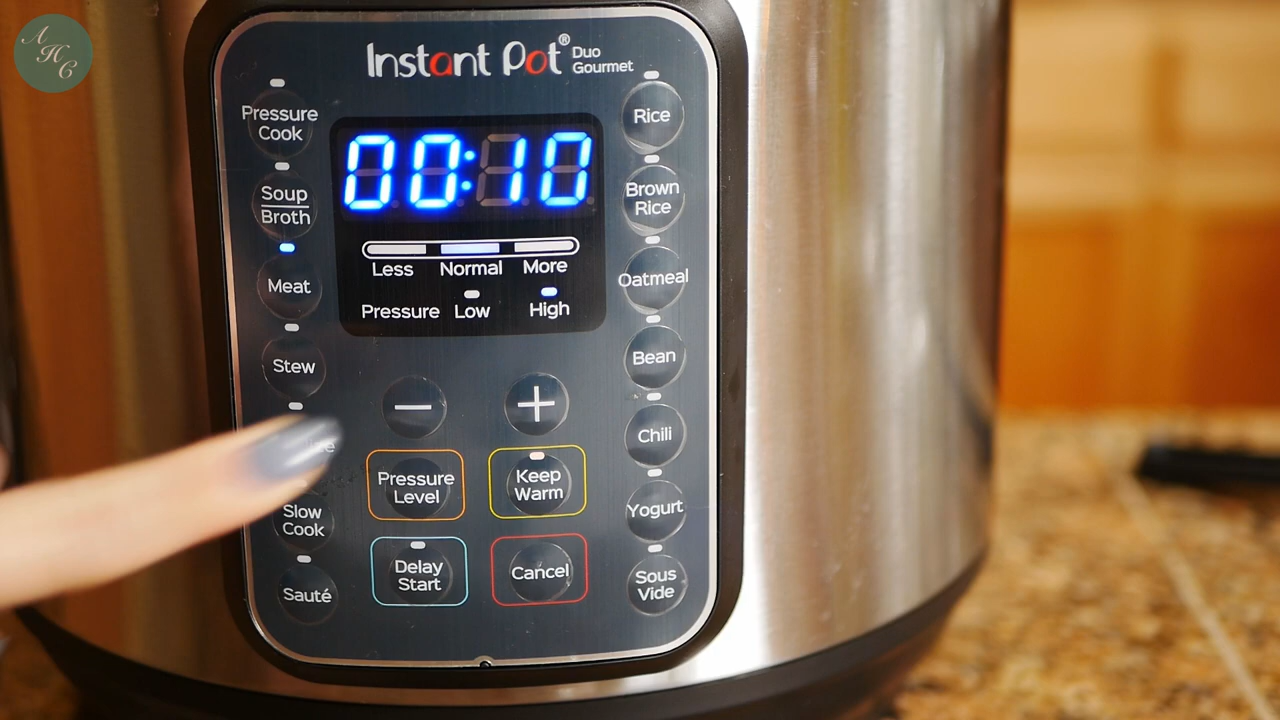 AHC
Instant Pot® Duo
Gourmet
Pressure
Cook
Soup
Broth
Meat
Stew
Slow
Cook
Sauté
00:10
Less Normal More
Pressure Low High
− +
Pressure
Level
Keep
Warm
Delay
Start
Cancel
Rice
Brown
Rice
Oatmeal
Bean
Chili
Yogurt
Sous
Vide